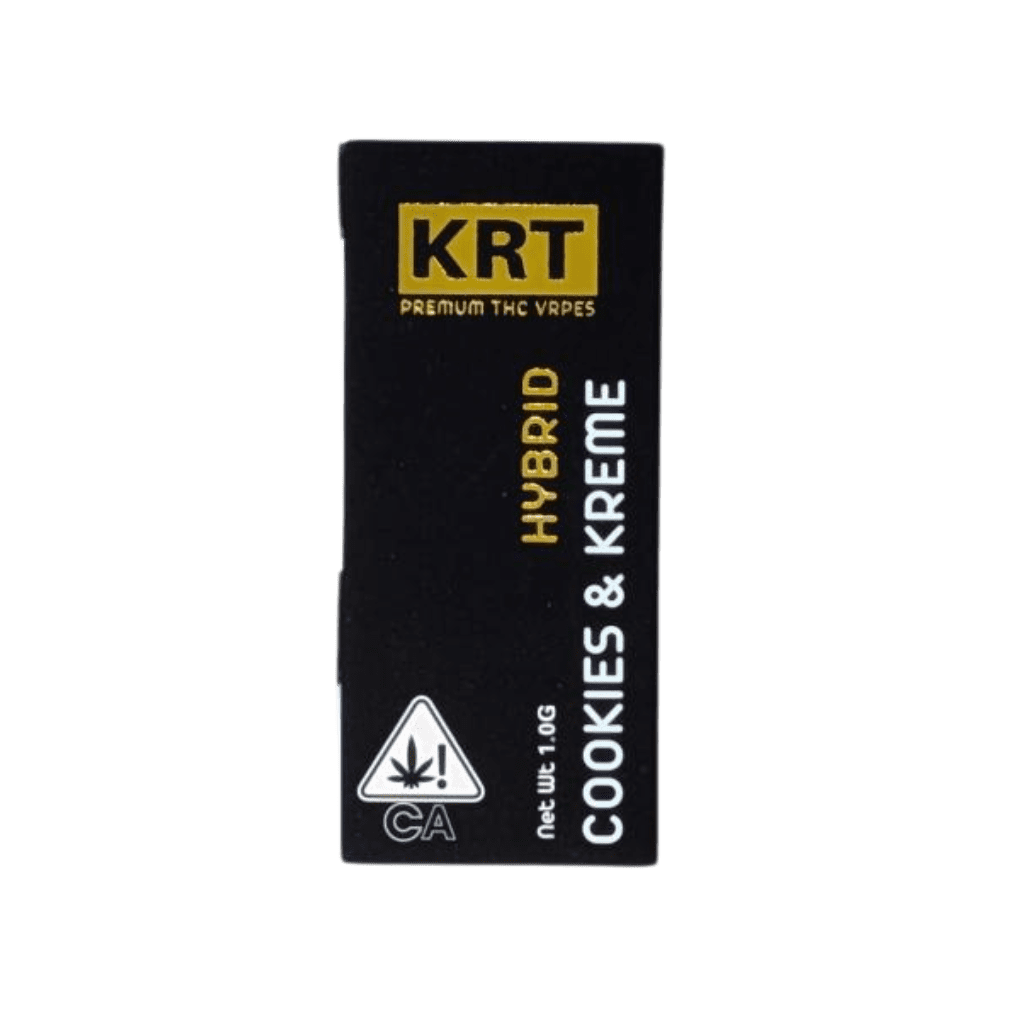 KRT
PREMIUM THC VAPES
HYBRID
COOKIES & KREME
Net Wt 1.0G
!
CA